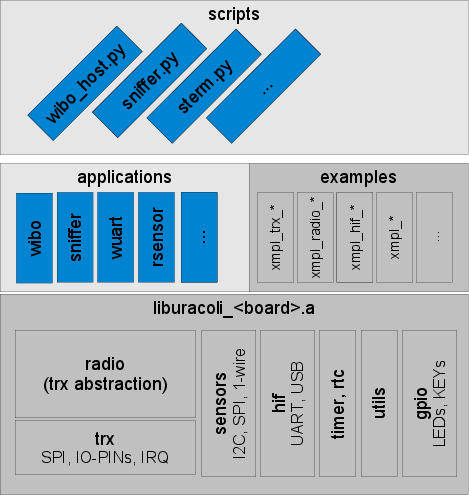 scripts
wibo_host.py
sniffer.py
sterm.py
...
applications
wibo
sniffer
wuart
rsensor
...
examples
xmpl_trx_*
xmpl_radio_*
xmpl_hif_*
xmpl_*
...
liburacoli_<board>.a
radio
(trx abstraction)
trx
SPI, IO-PINs, IRQ
sensors
I2C, SPI, 1-wire
hif
UART, USB
timer, rtc
utils
gpio
LEDs, KEYs